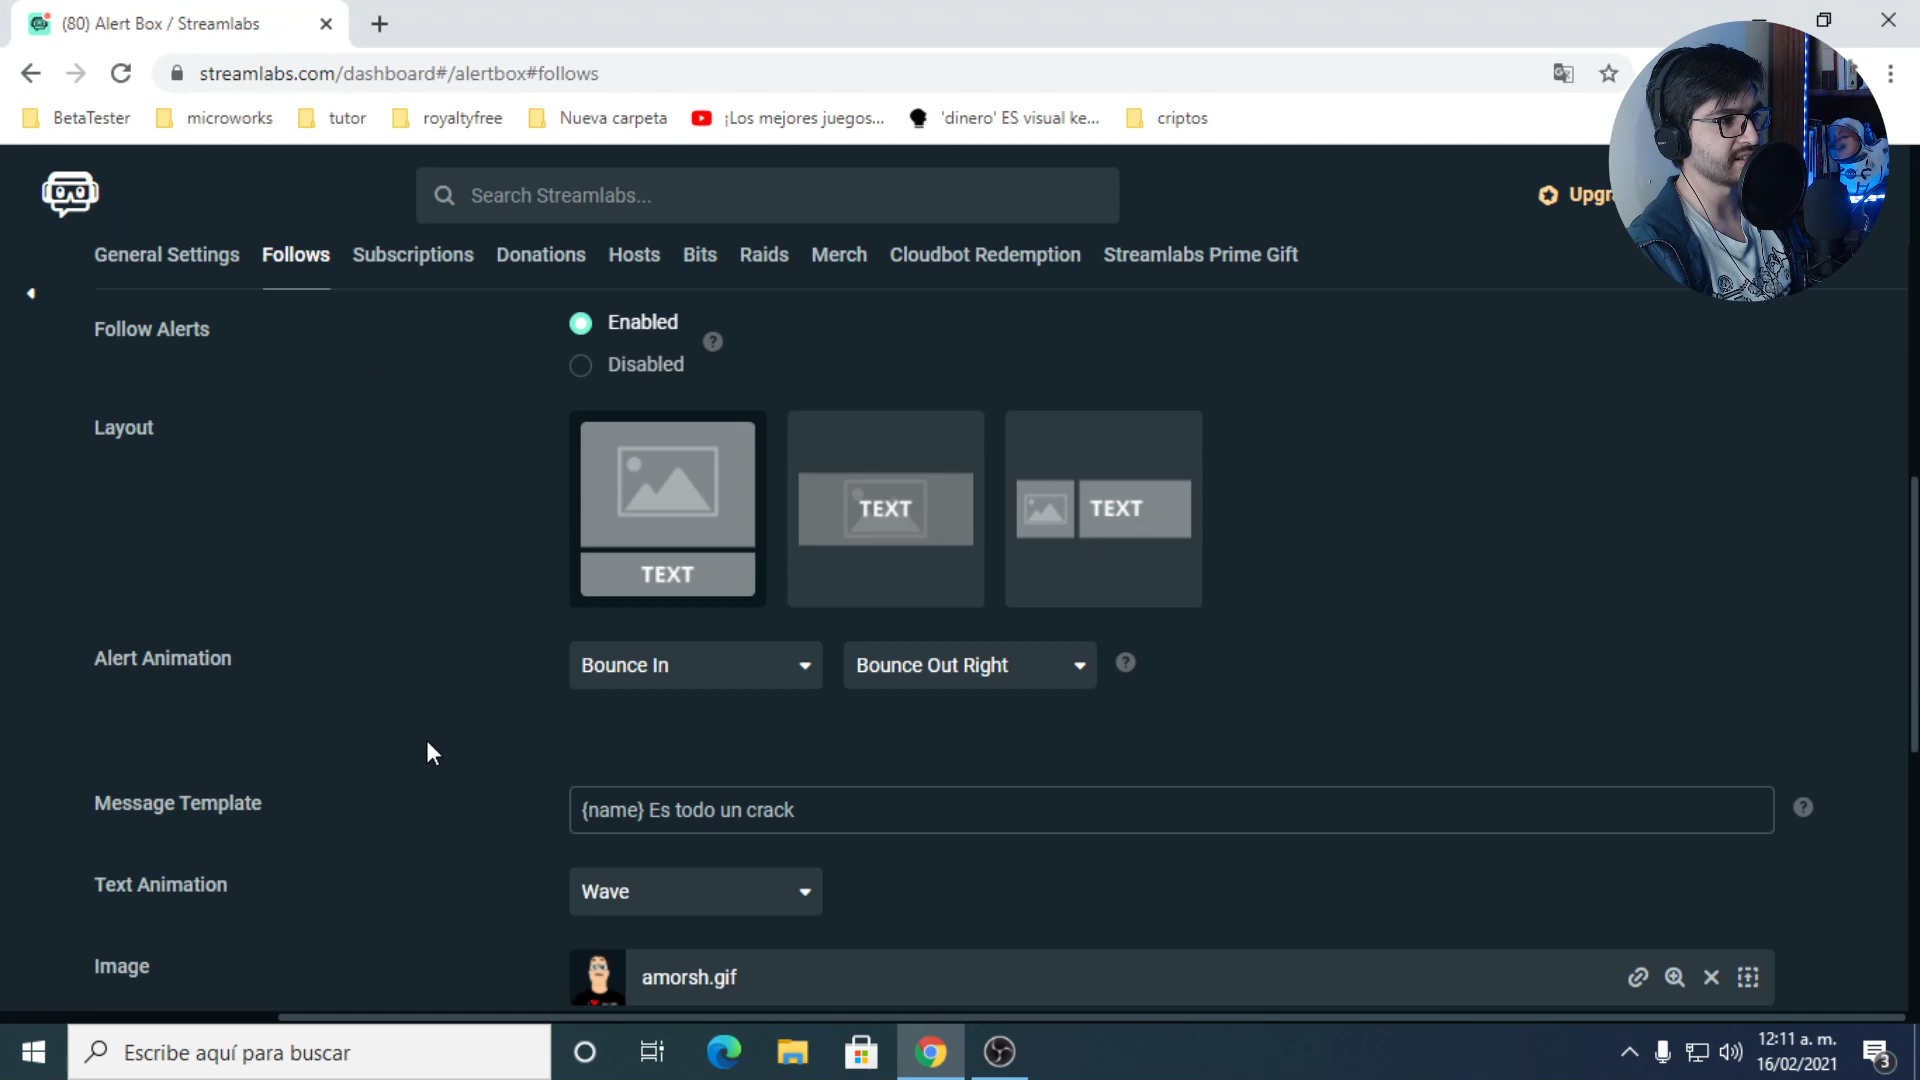 (80) Alert Box / Streamlabs
streamlabs.com/dashboard#/alertbox#follows
BetaTester
microworks
tutor
royaltyfree
Nueva carpeta
¡Los mejores juegos...
'dinero' ES visual ke...
criptos
Search Streamlabs...
General Settings
Follows
Subscriptions
Donations
Hosts
Bits
Raids
Merch
Cloudbot Redemption
Streamlabs Prime Gift
Follow Alerts
Enabled
Disabled
Layout
TEXT
TEXT
TEXT
Alert Animation
Bounce In
Bounce Out Right
Message Template
{name} Es todo un crack
Text Animation
Wave
Image
amorsh.gif
Escribe aquí para buscar
12:11 a. m.
16/02/2021
3